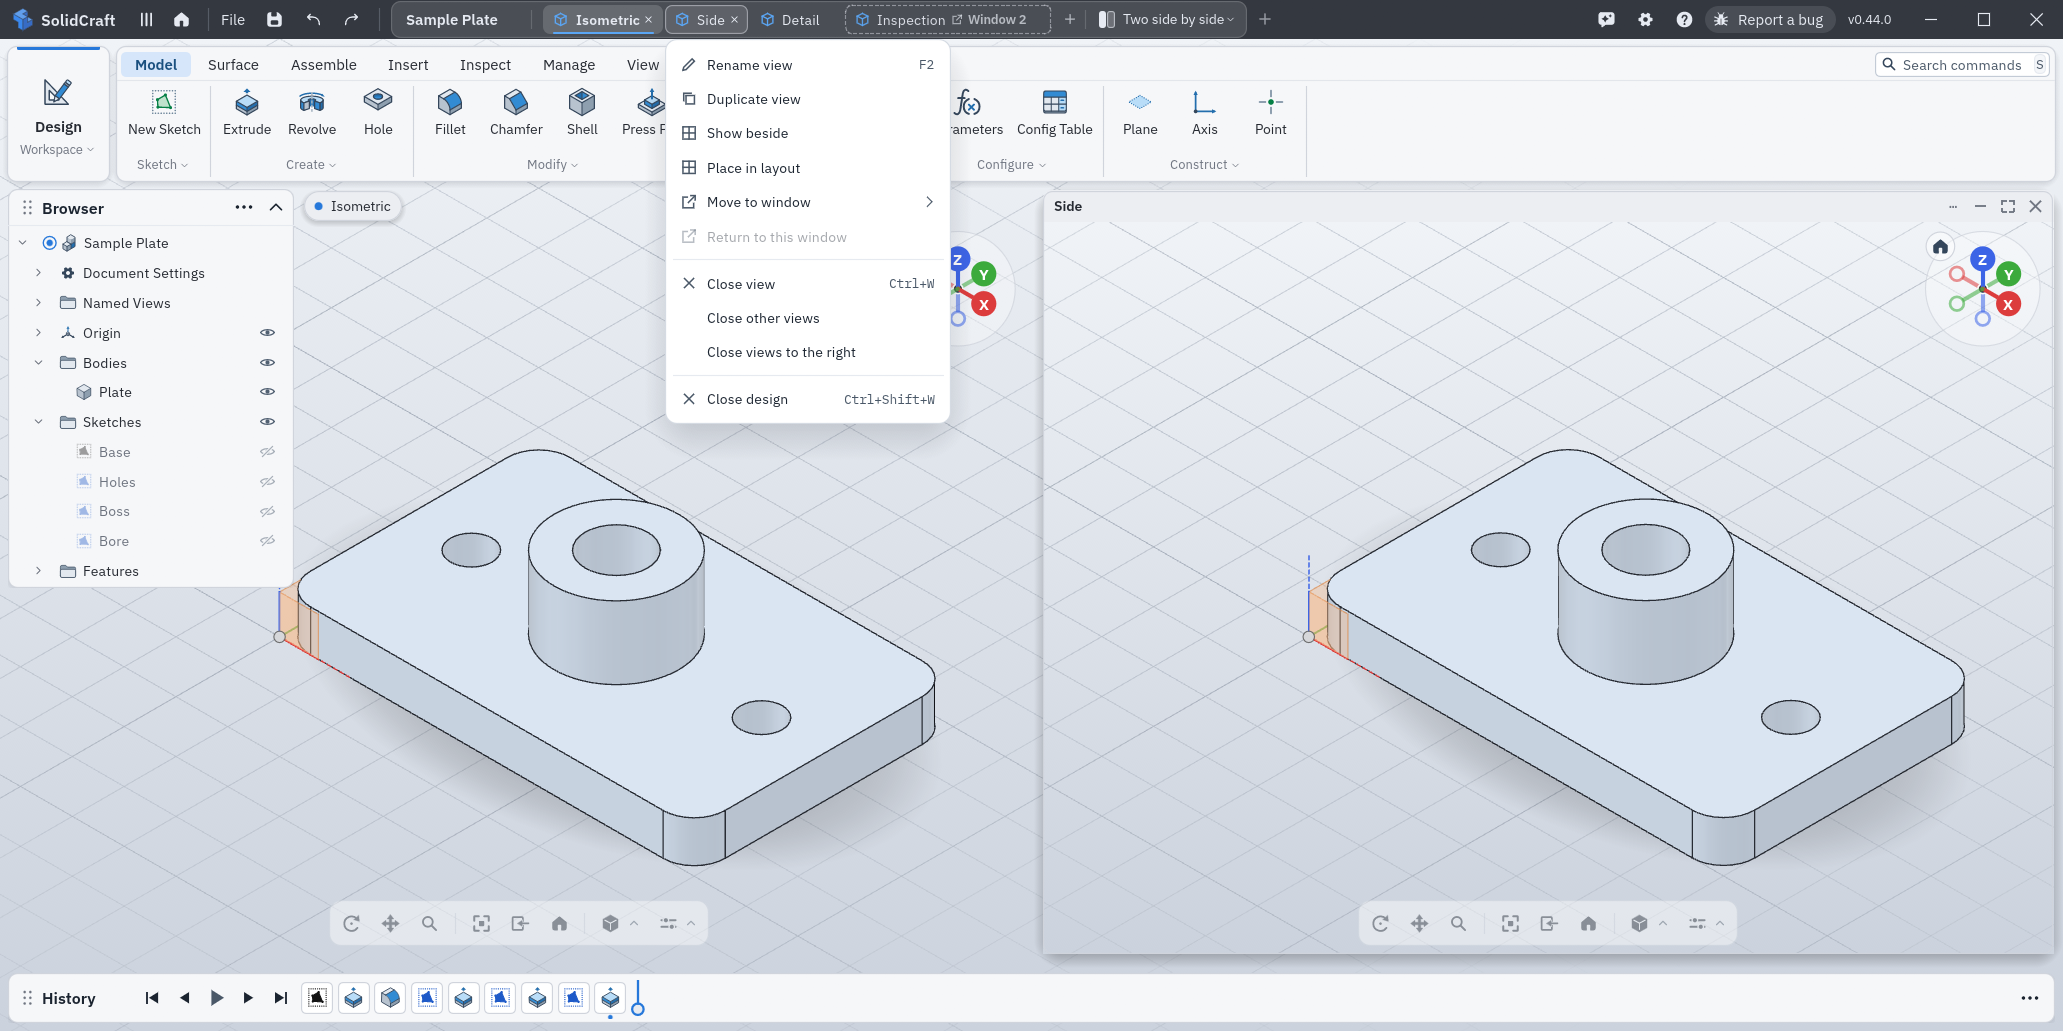 SolidCraft File Sample Plate Isometric Side Detail Inspection Window 2 Two side by side Report a bug v0.44.0
Design
Workspace
Model Surface Assemble Insert Inspect Manage View
Search commands S
New Sketch Extrude Revolve Hole Fillet Chamfer Shell Press P
rameters Config Table Plane Axis Point
Sketch Create Modify Configure Construct
Rename view F2
Duplicate view
Show beside
Place in layout
Move to window
Return to this window
Close view Ctrl+W
Close other views
Close views to the right
Close design Ctrl+Shift+W
Browser
Sample Plate
Document Settings
Named Views
Origin
Bodies
Plate
Sketches
Base
Holes
Boss
Bore
Features
Isometric
Z
Y
X
Side
Z
Y
X
History